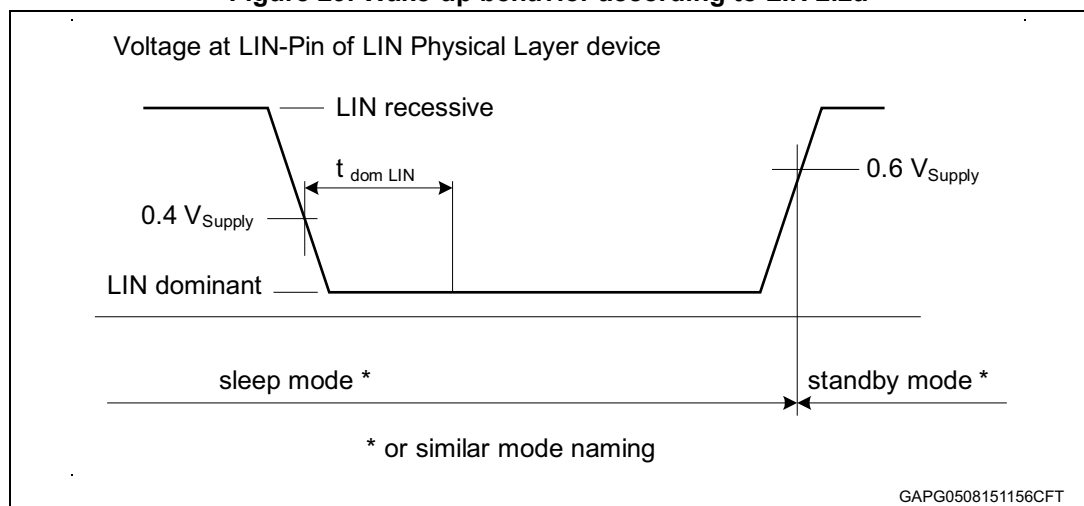 Voltage at LIN-Pin of LIN Physical Layer device
LIN recessive
t dom LIN
0.6 VSupply
0.4 VSupply
LIN dominant
sleep mode *
standby mode *
* or similar mode naming
GAPG0508151156CFT